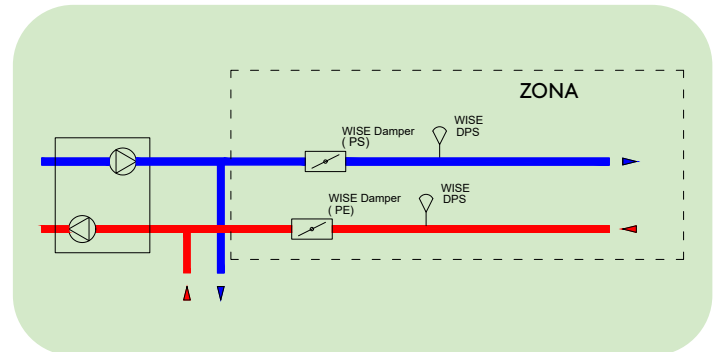 ZONA
WISE
DPS
WISE Damper
( PS)
WISE Damper
( PE)
WISE
DPS